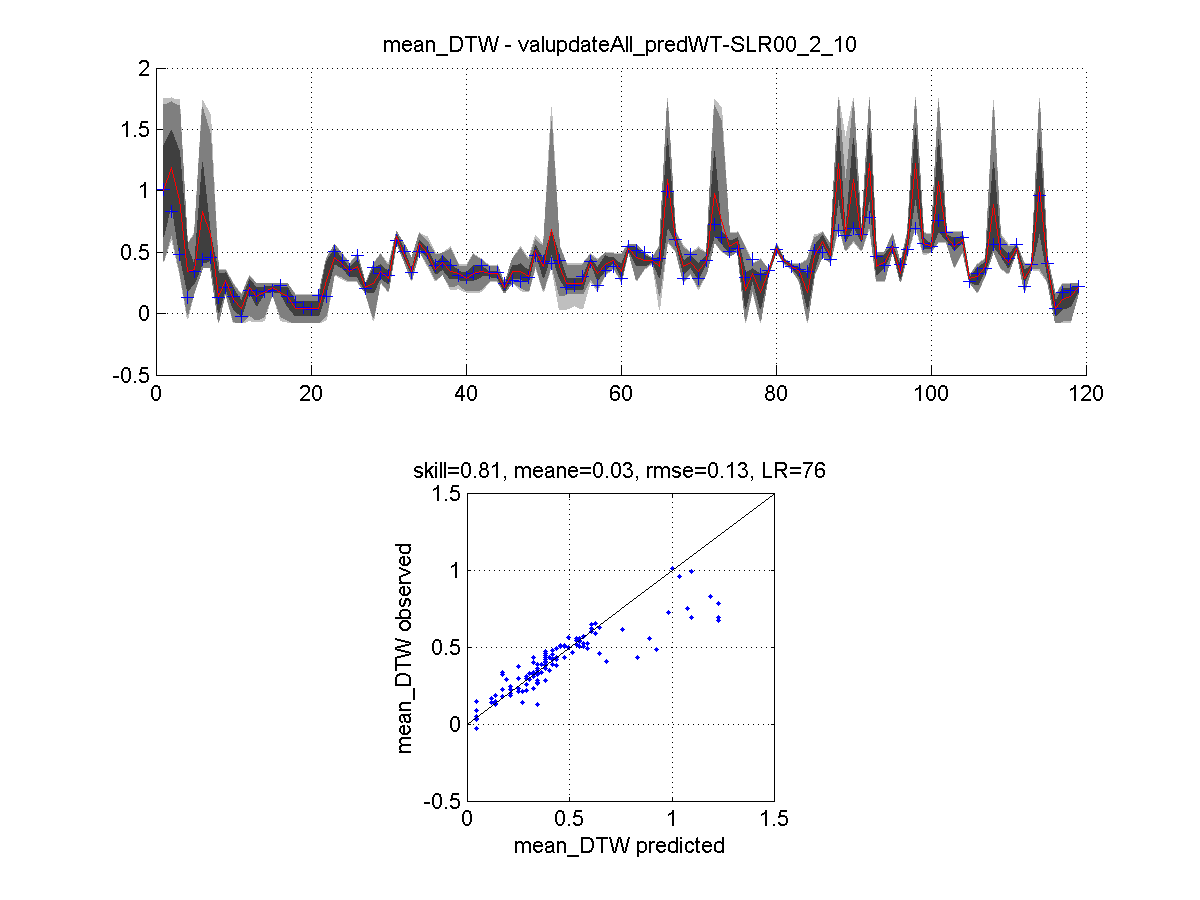 mean_DTW - valupdateAll_predWT-SLR00_2_10
2
1.5
1
0.5
0
-0.5
0 20 40 60 80 100 120
skill=0.81, meane=0.03, rmse=0.13, LR=76
1.5
1
0.5
0
-0.5
mean_DTW observed
0 0.5 1 1.5
mean_DTW predicted